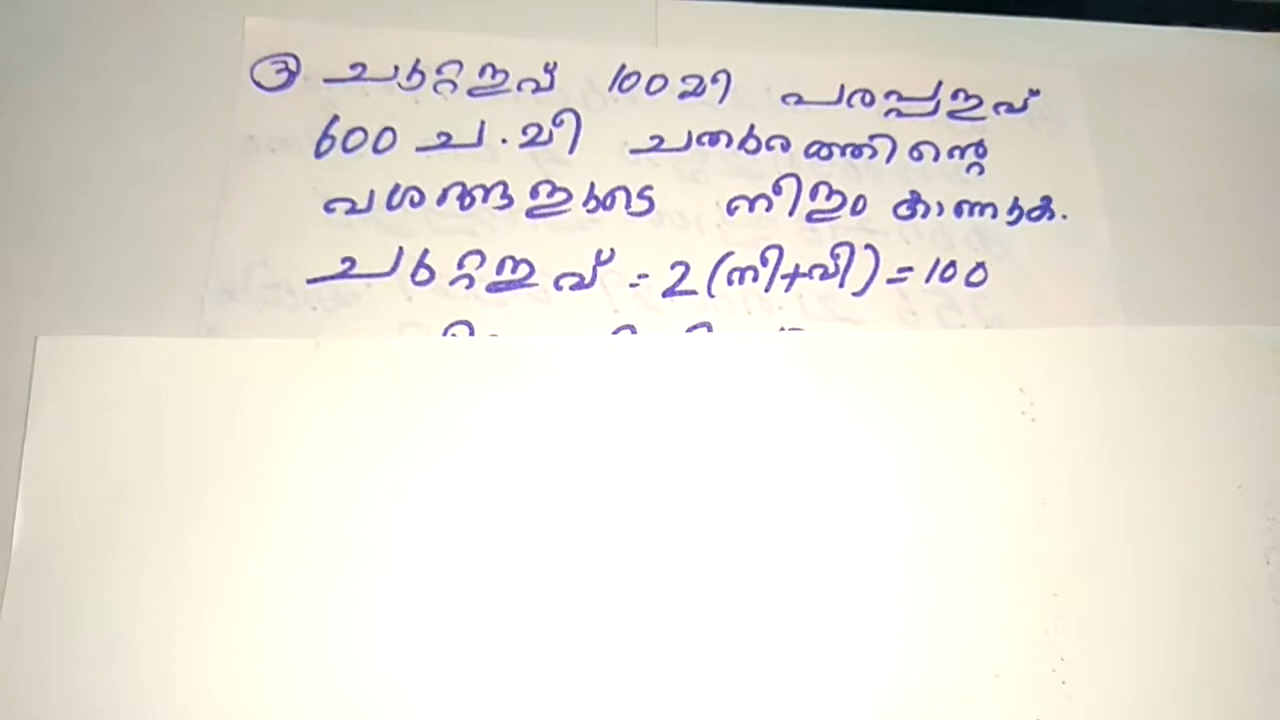 ③ ചുറ്റളവ് 100മീ പരപ്പളവ്
600 ച.മീ ചതുരത്തിന്റെ
വശങ്ങളുടെ നീളം കാണുക.
ചുറ്റളവ് = 2(നീ+വീ)=100